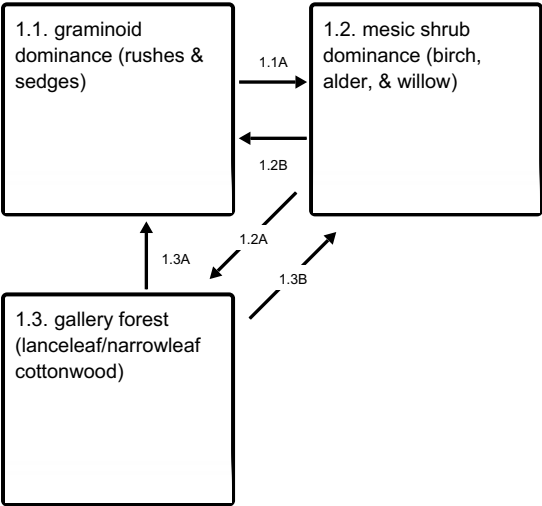 1.1. graminoid
dominance (rushes &
sedges)
1.1A
1.2. mesic shrub
dominance (birch,
alder, & willow)
1.2B
1.2A
1.3A
1.3B
1.3. gallery forest
(lanceleaf/narrowleaf
cottonwood)